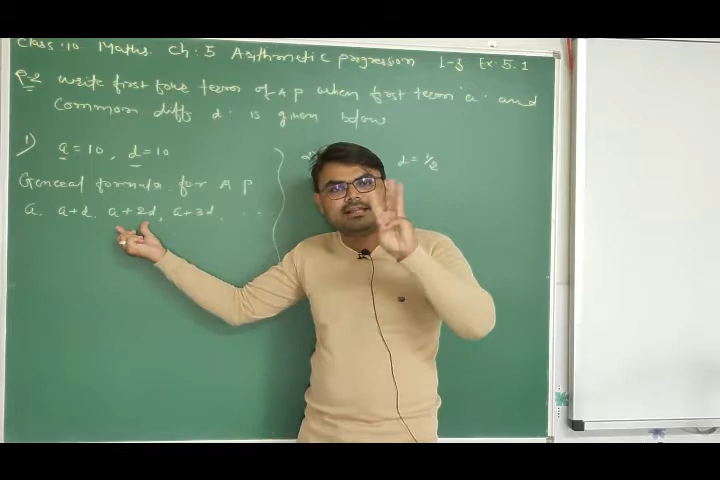 Class: 10 Maths. Ch: 5 Arithmetic progression L-3 Ex: 5.1
Q.2 write first four term of A P when first term 'a' and
Common diff d is given below
1) a = 10, d = 10
d = 1/2
General formula for A P
a. a+d. a+2d, a+3d, ....